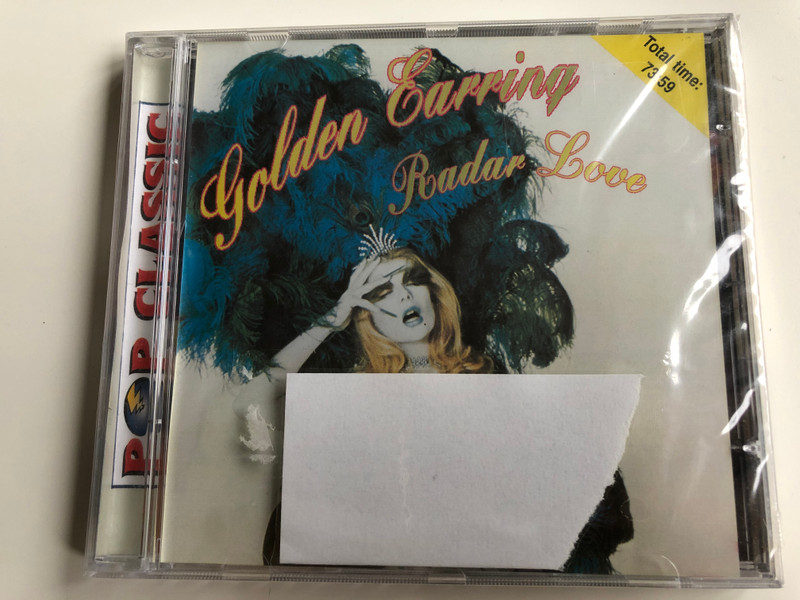 Golden Earring
Radar Love
Total time:
73:59
POP CLASSIC